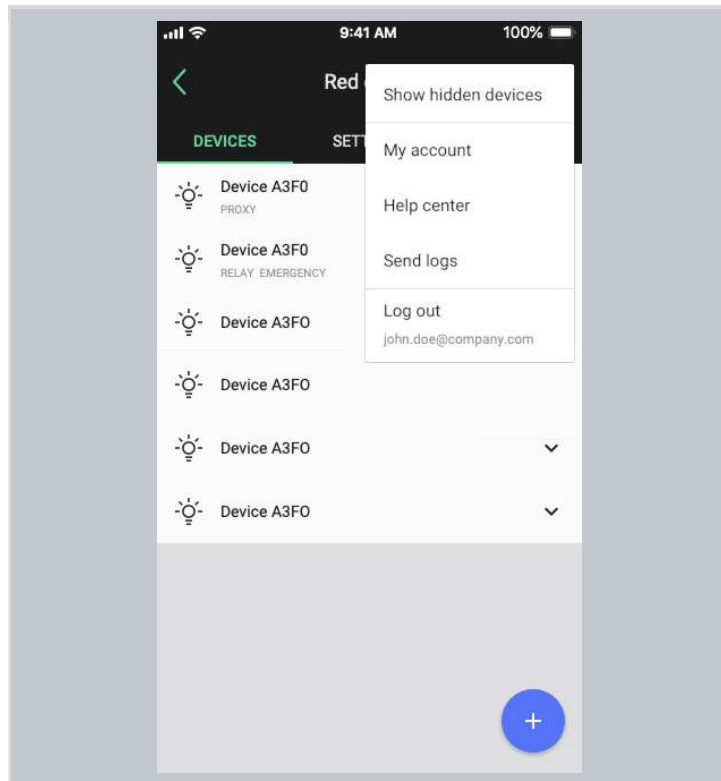 9:41 AM
100%
Red
Show hidden devices
DEVICES
SETT
My account
Device A3F0
PROXY
Help center
Device A3F0
RELAY EMERGENCY
Send logs
Device A3FO
Log out
john.doe@company.com
Device A3FO
Device A3FO
Device A3FO
+